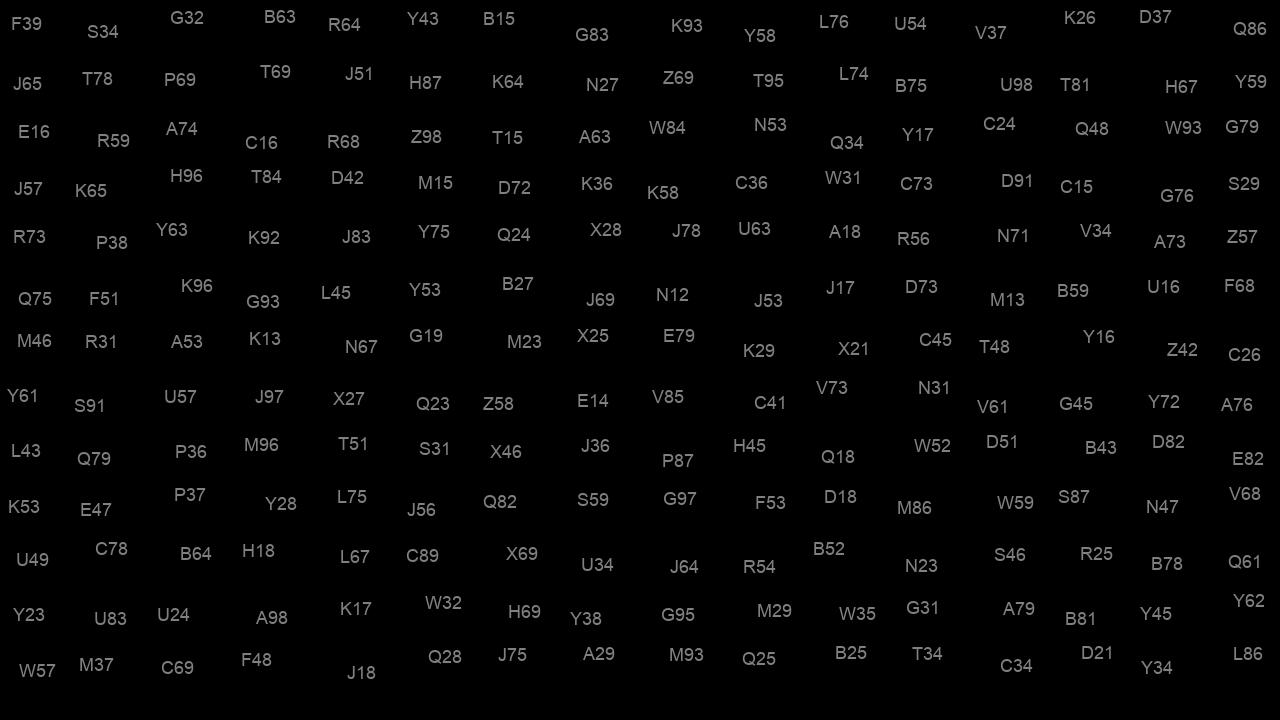 F39 S34 G32 B63 R64 Y43 B15 G83 K93 Y58 L76 U54 V37 K26 D37 Q86
J65 T78 P69 T69 J51 H87 K64 N27 Z69 T95 L74 B75 U98 T81 H67 Y59
E16 R59 A74 C16 R68 Z98 T15 A63 W84 N53 Q34 Y17 C24 Q48 W93 G79
J57 K65 H96 T84 D42 M15 D72 K36 K58 C36 W31 C73 D91 C15 G76 S29
R73 P38 Y63 K92 J83 Y75 Q24 X28 J78 U63 A18 R56 N71 V34 A73 Z57
Q75 F51 K96 G93 L45 Y53 B27 J69 N12 J53 J17 D73 M13 B59 U16 F68
M46 R31 A53 K13 N67 G19 M23 X25 E79 K29 X21 C45 T48 Y16 Z42 C26
Y61 S91 U57 J97 X27 Q23 Z58 E14 V85 C41 V73 N31 V61 G45 Y72 A76
L43 Q79 P36 M96 T51 S31 X46 J36 P87 H45 Q18 W52 D51 B43 D82 E82
K53 E47 P37 Y28 L75 J56 Q82 S59 G97 F53 D18 M86 W59 S87 N47 V68
U49 C78 B64 H18 L67 C89 X69 U34 J64 R54 B52 N23 S46 R25 B78 Q61
Y23 U83 U24 A98 K17 W32 H69 Y38 G95 M29 W35 G31 A79 B81 Y45 Y62
W57 M37 C69 F48 J18 Q28 J75 A29 M93 Q25 B25 T34 C34 D21 Y34 L86